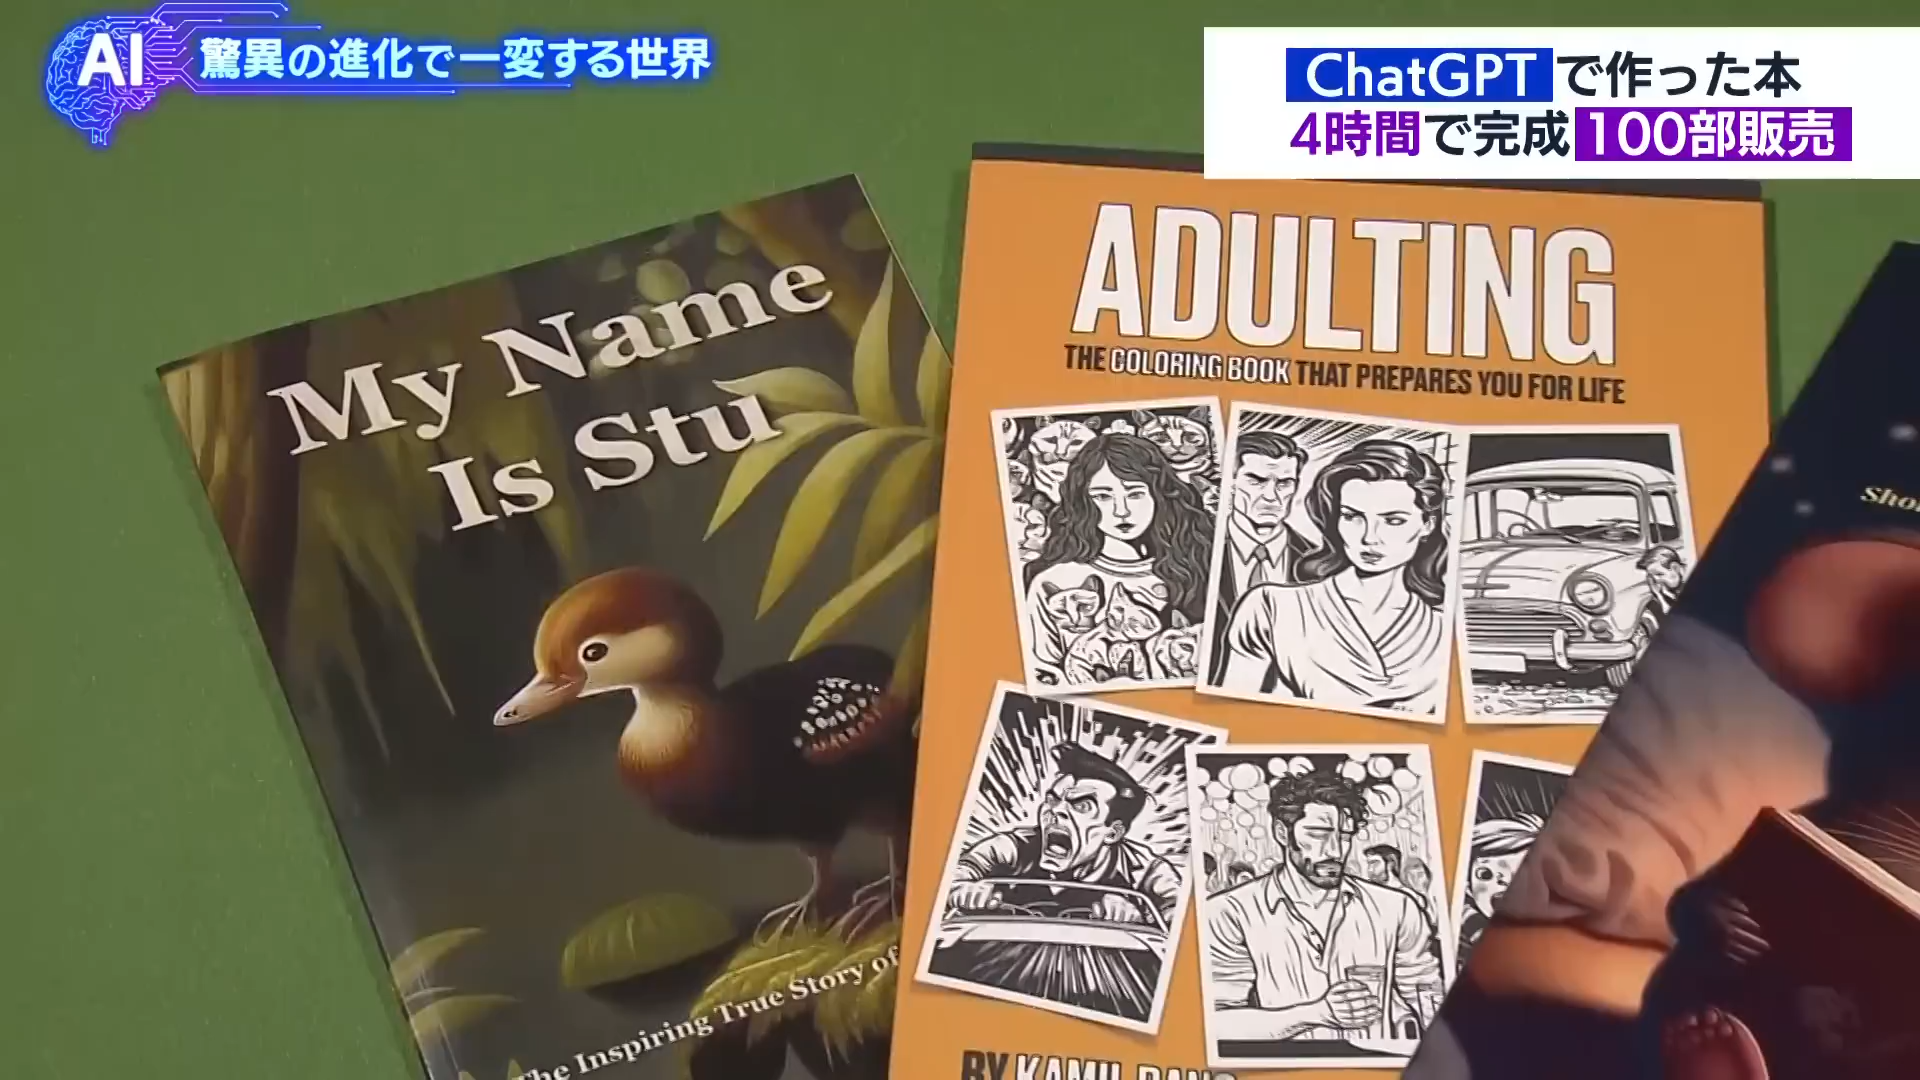 AI 驚異の進化で一変する世界
ChatGPTで作った本
4時間で完成 100部販売
My Name
Is Stu
The Inspiring True Story of
ADULTING
THE COLORING BOOK THAT PREPARES YOU FOR LIFE
BY KAMIL